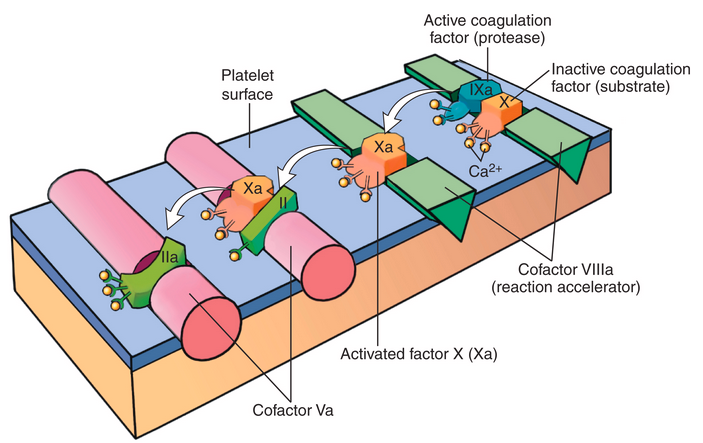 Active coagulation
factor (protease)
Inactive coagulation
factor (substrate)
Platelet
surface
IXa
X
Xa
Ca2+
Xa
II
IIa
Cofactor VIIIa
(reaction accelerator)
Activated factor X (Xa)
Cofactor Va